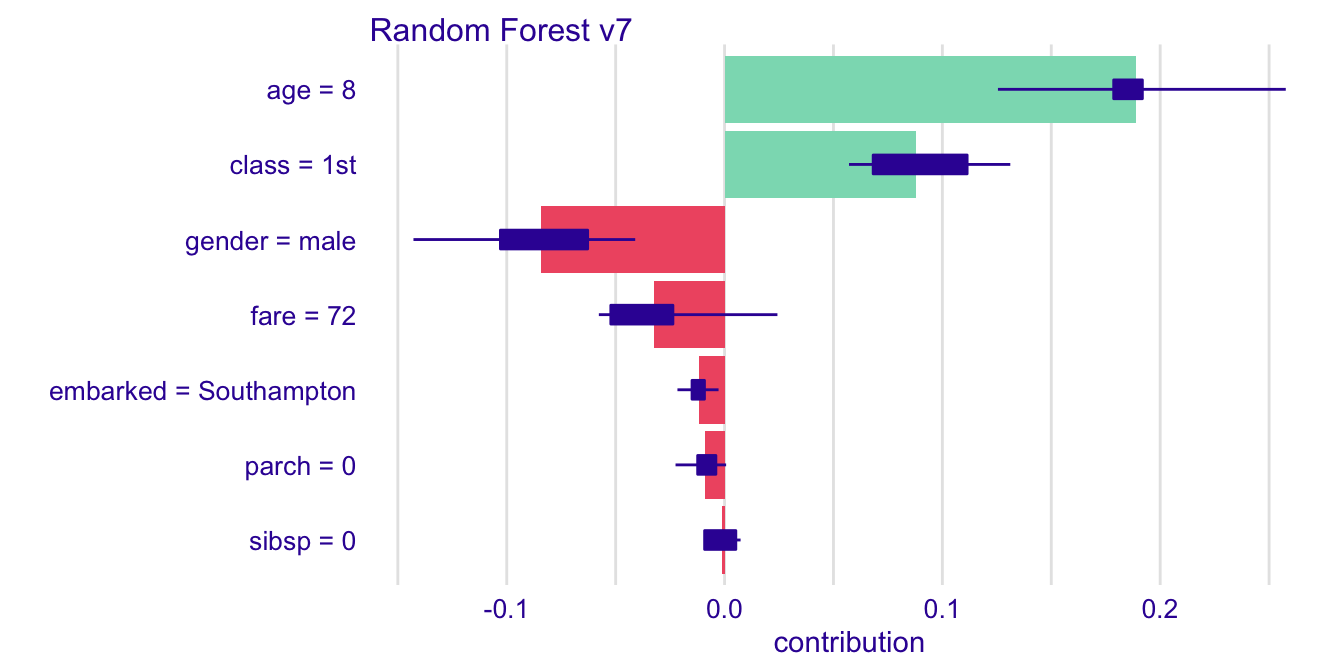 Random Forest v7
age = 8
class = 1st
gender = male
fare = 72
embarked = Southampton
parch = 0
sibsp = 0
-0.1 0.0 0.1 0.2
contribution